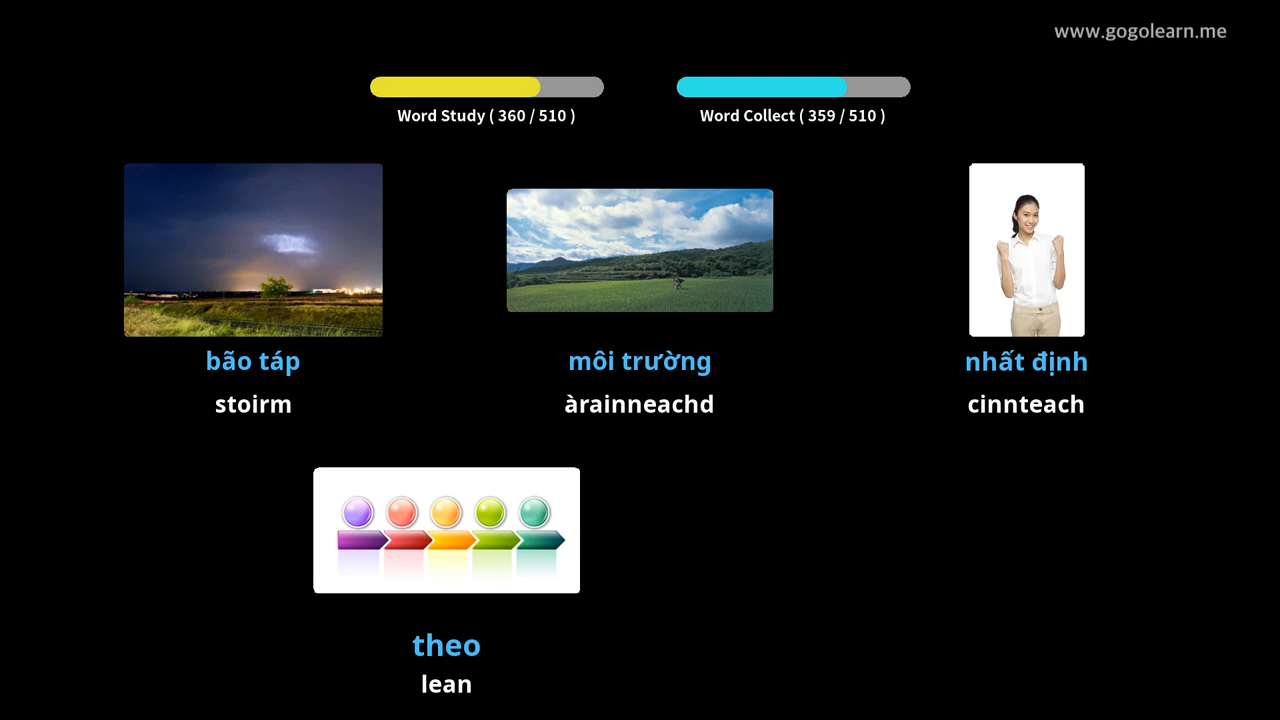 www.gogolearn.me
Word Study ( 360 / 510 )
Word Collect ( 359 / 510 )
bão táp
stoirm
môi trường
àrainneachd
nhất định
cinnteach
theo
lean